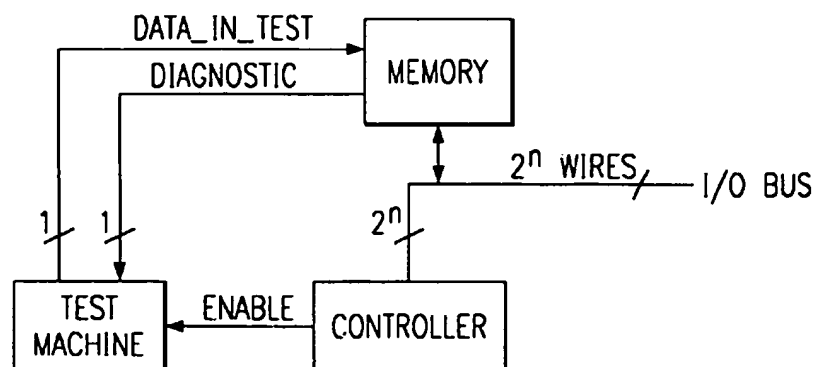 DATA_IN_TEST
MEMORY
DIAGNOSTIC
2ⁿ WIRES
I/O BUS
1
1
2ⁿ
TEST
MACHINE
ENABLE
CONTROLLER